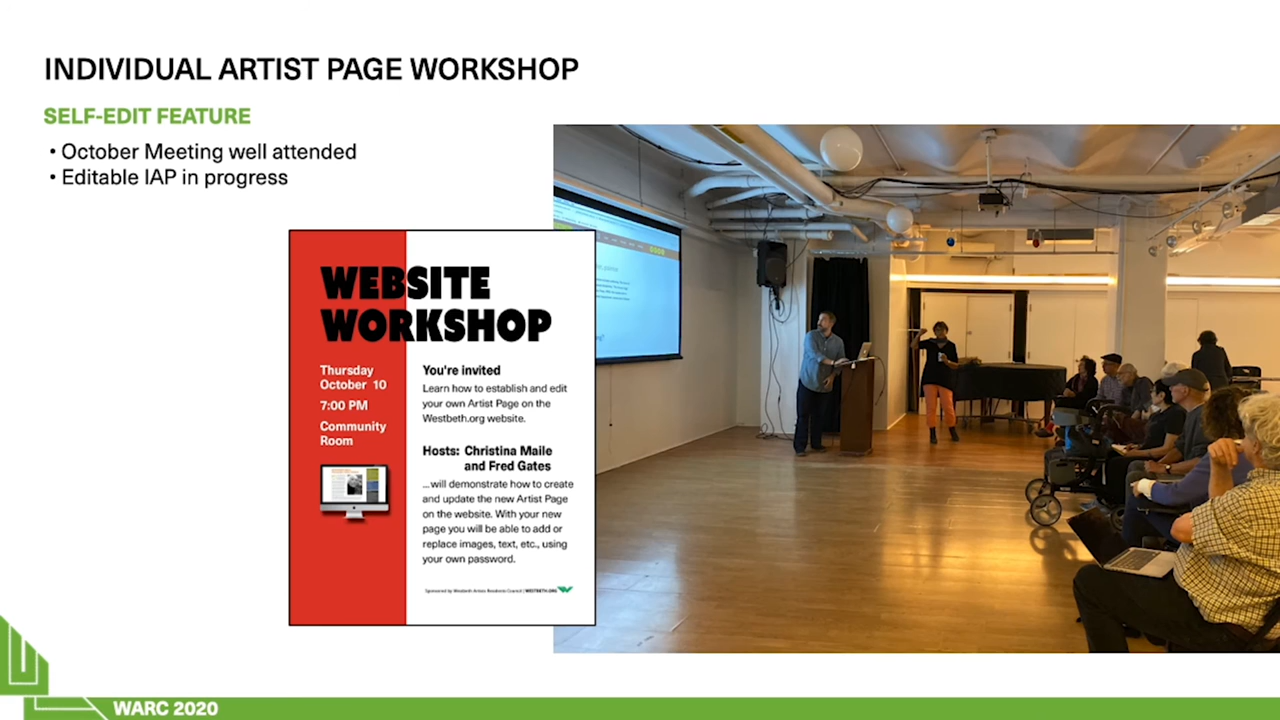 INDIVIDUAL ARTIST PAGE WORKSHOP
SELF-EDIT FEATURE
• October Meeting well attended
• Editable IAP in progress
WEBSITE
WORKSHOP
Thursday
October 10
7:00 PM
Community
Room
You're invited
Learn how to establish and edit
your own Artist Page on the
Westbeth.org website.
Hosts: Christina Maile
and Fred Gates
...will demonstrate how to create
and update the new Artist Page
on the website. With your new
page you will be able to add or
replace images, text, etc., using
your own password.
Sponsored by Westbeth Artists Residents Council | WESTBETH.ORG
WARC 2020